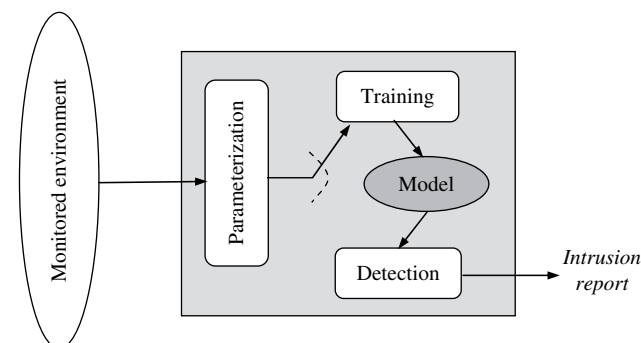 Monitored environment
Parameterization
Training
Model
Detection
Intrusion
report